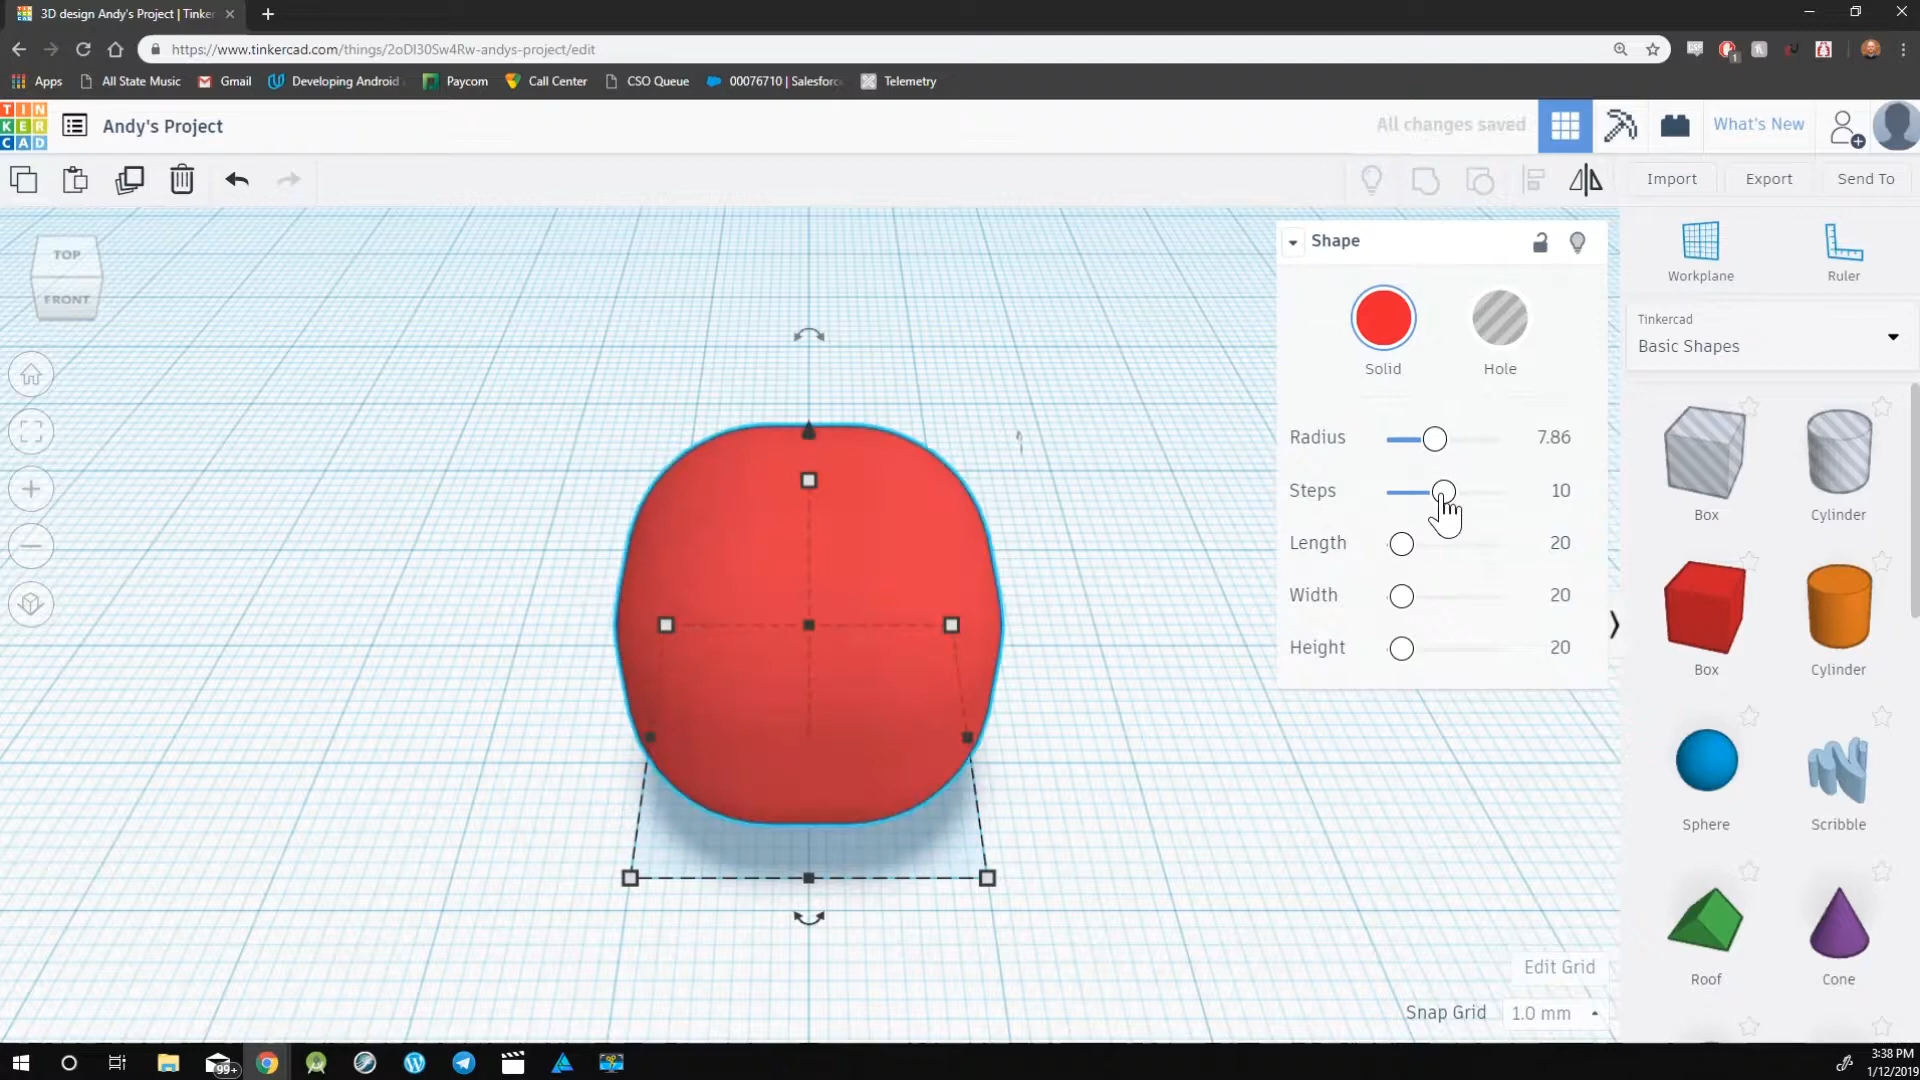 3D design Andy's Project | Tinker
https://www.tinkercad.com/things/2oDI30Sw4Rw-andys-project/edit
Apps
All State Music
Gmail
Developing Android
Paycom
Call Center
CSO Queue
00076710 | Salesforc
Telemetry
TIN
KER
CAD
Andy's Project
All changes saved
What's New
Import
Export
Send To
TOP
FRONT
Shape
Solid
Hole
Radius 7.86
Steps 10
Length 20
Width 20
Height 20
Workplane
Ruler
Tinkercad
Basic Shapes
Box
Cylinder
Box
Cylinder
Sphere
Scribble
Roof
Cone
Edit Grid
Snap Grid 1.0 mm
99+
3:38 PM
1/12/2019